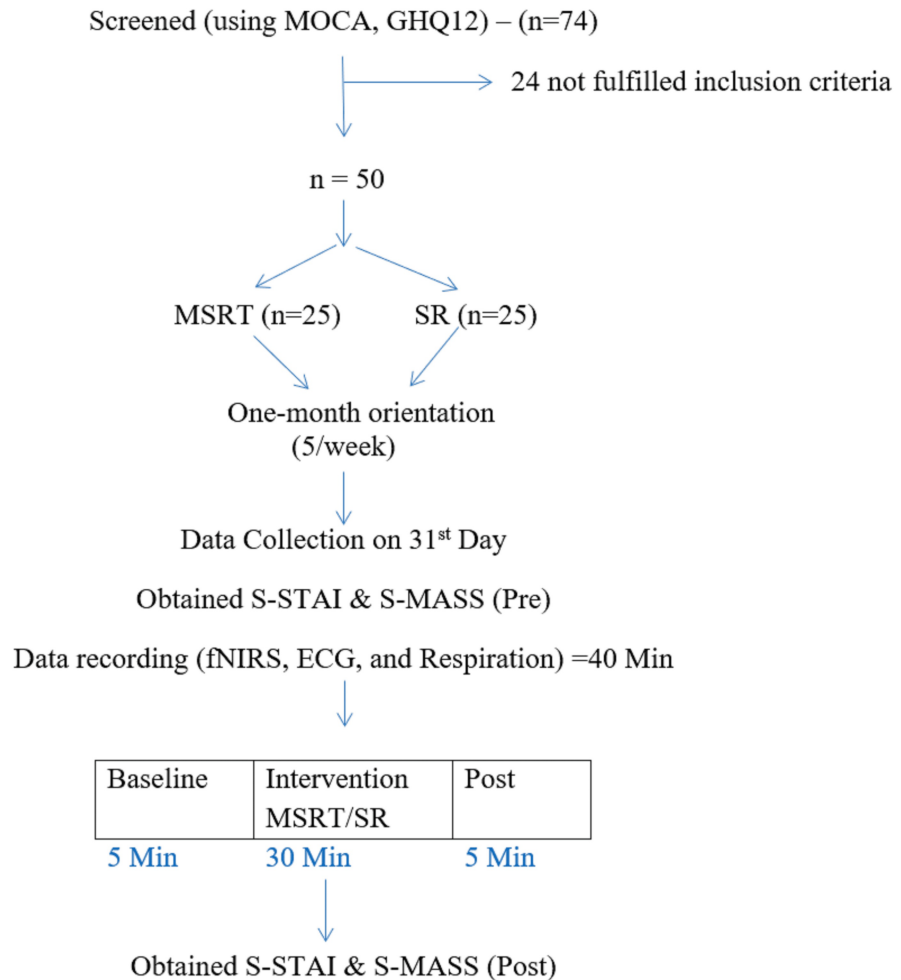 Screened (using MOCA, GHQ12) – (n=74)
24 not fulfilled inclusion criteria
n = 50
MSRT (n=25)
SR (n=25)
One-month orientation
(5/week)
Data Collection on 31st Day
Obtained S-STAI & S-MASS (Pre)
Data recording (fNIRS, ECG, and Respiration) =40 Min
Baseline
Intervention
MSRT/SR
Post
5 Min
30 Min
5 Min
Obtained S-STAI & S-MASS (Post)